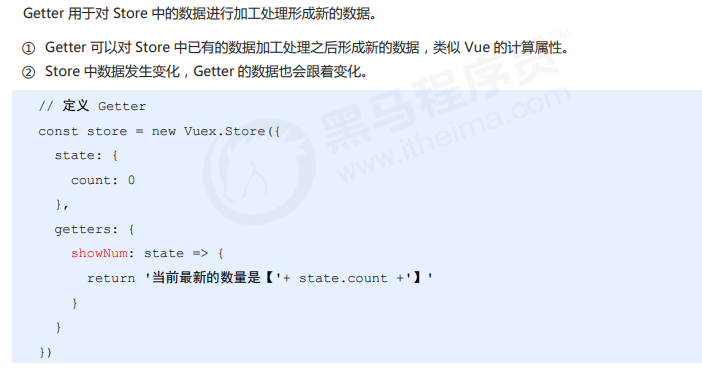 Getter 用于对 Store 中的数据进行加工处理形成新的数据。
① Getter 可以对 Store 中已有的数据加工处理之后形成新的数据，类似 Vue 的计算属性。
② Store 中数据发生变化，Getter 的数据也会跟着变化。
// 定义 Getter
const store = new Vuex.Store({
state: {
count: 0
},
getters: {
showNum: state => {
return '当前最新的数量是【'+ state.count +'】'
}
}
})
黑马程序员™
www.itheima.com